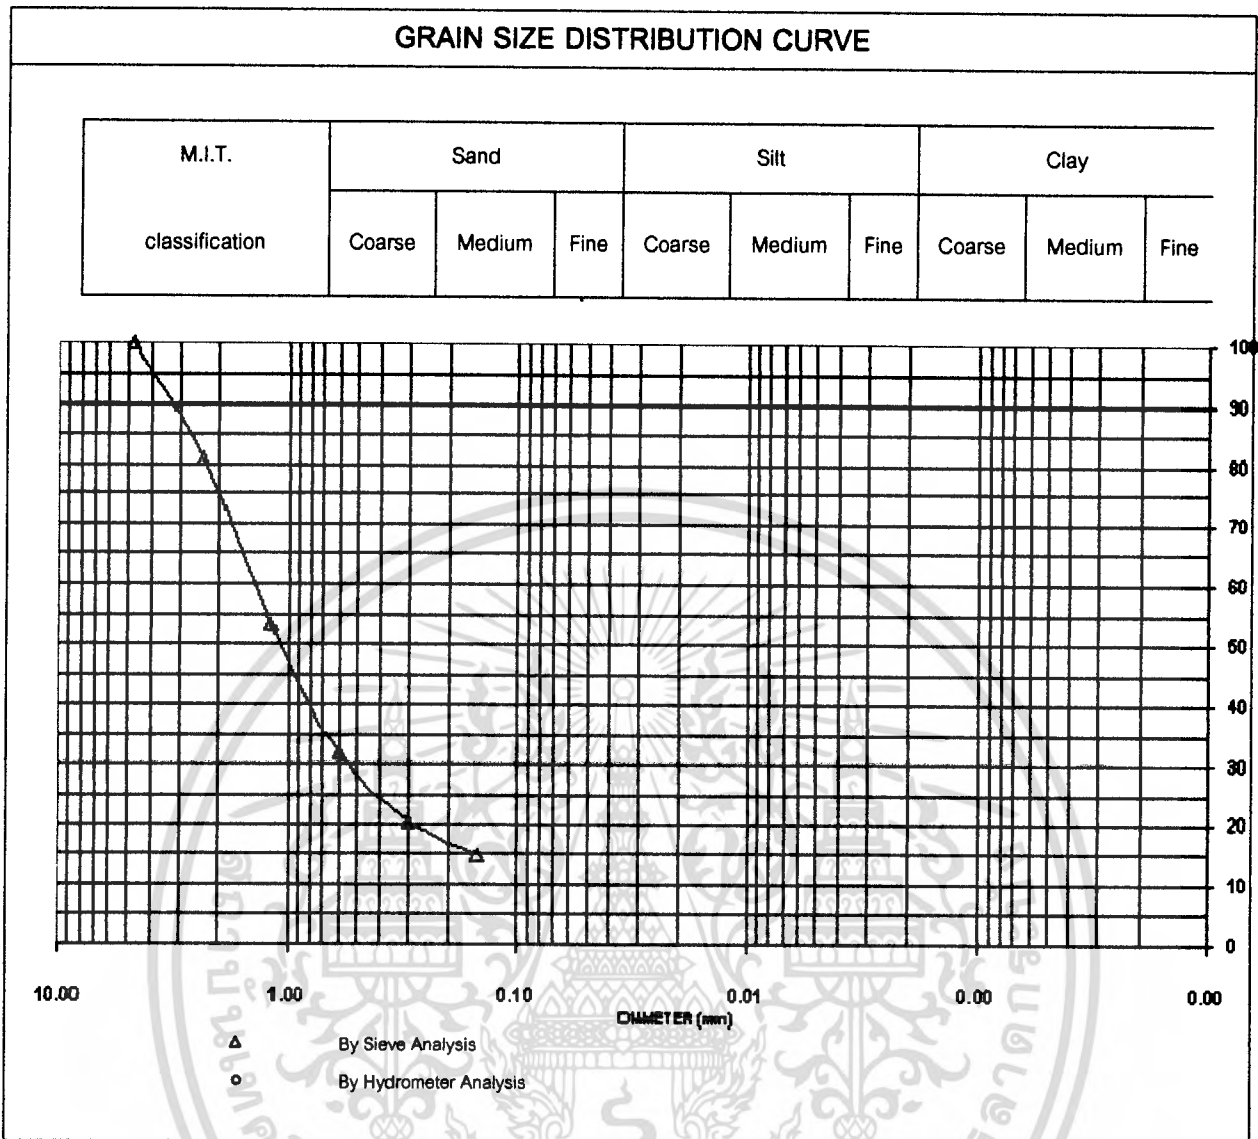 GRAIN SIZE DISTRIBUTION CURVE
M.I.T. Sand Silt Clay
classification Coarse Medium Fine Coarse Medium Fine Coarse Medium Fine
100
90
80
70
60
50
40
30
20
10
0
10.00 1.00 0.10 0.01 0.00 0.00
DIAMETER (mm)
By Sieve Analysis
By Hydrometer Analysis